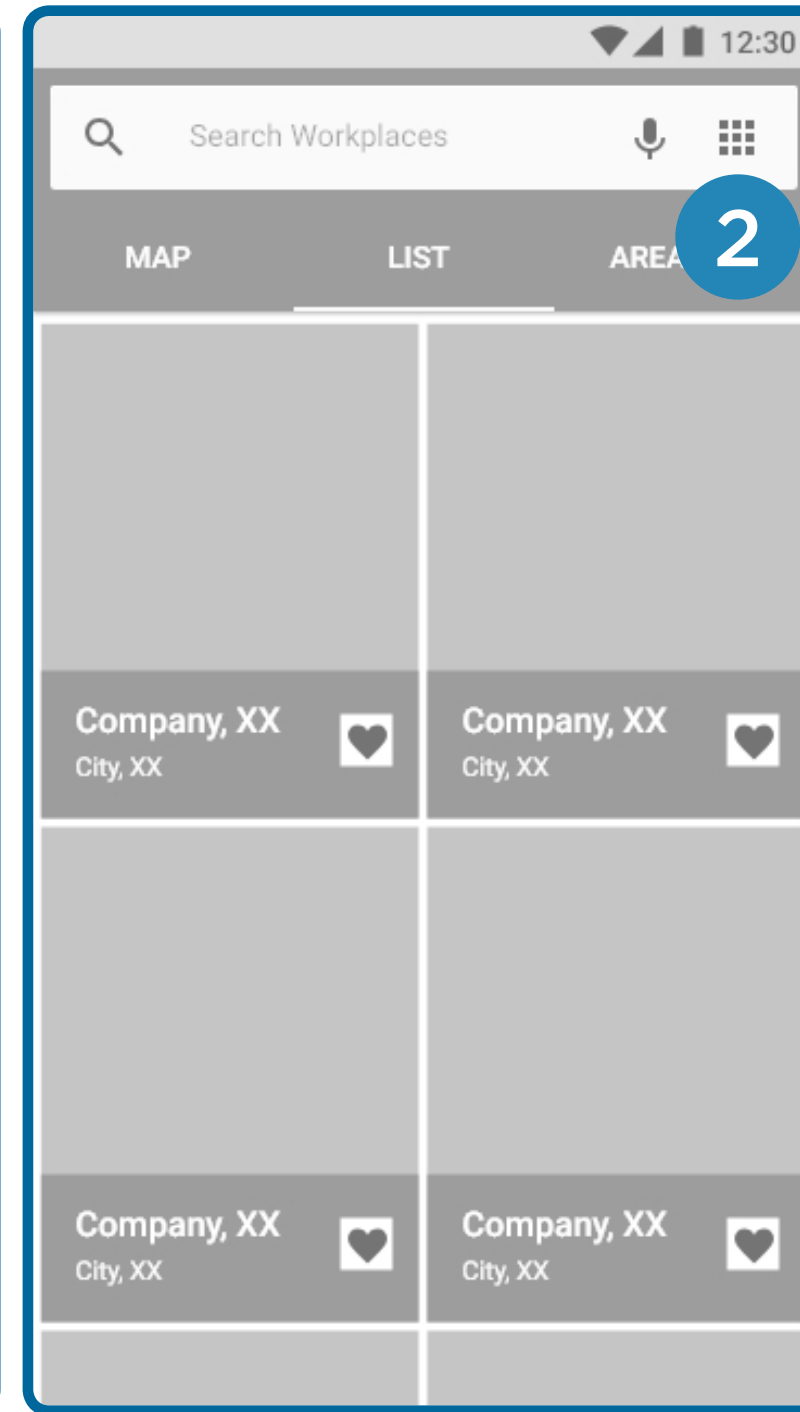 12:30
Search Workplaces
MAP LIST AREA
2
Company, XX Company, XX
City, XX City, XX
Company, XX Company, XX
City, XX City, XX